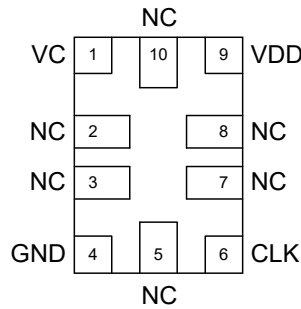 NC
VC 1 10 9 VDD
NC 2 8 NC
NC 3 7 NC
GND 4 5 6 CLK
NC